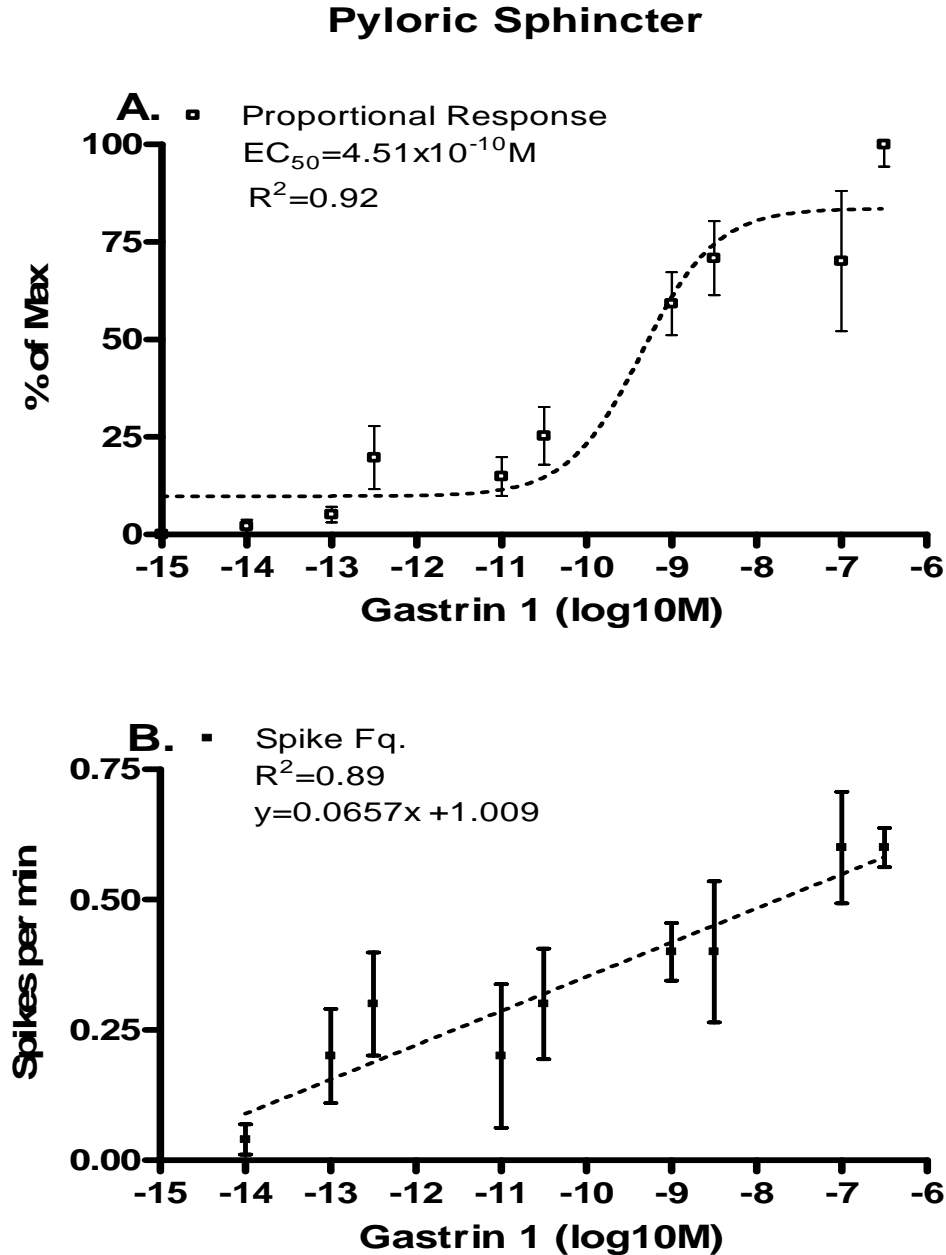 Pyloric Sphincter
A. Proportional Response
EC₅₀=4.51x10⁻¹⁰M
R²=0.92
100
75
50
25
0
% of Max
-15 -14 -13 -12 -11 -10 -9 -8 -7 -6
Gastrin 1 (log10M)
B. Spike Fq.
R²=0.89
y=0.0657x+1.009
0.75
0.50
0.25
0.00
Spikes per min
-15 -14 -13 -12 -11 -10 -9 -8 -7 -6
Gastrin 1 (log10M)